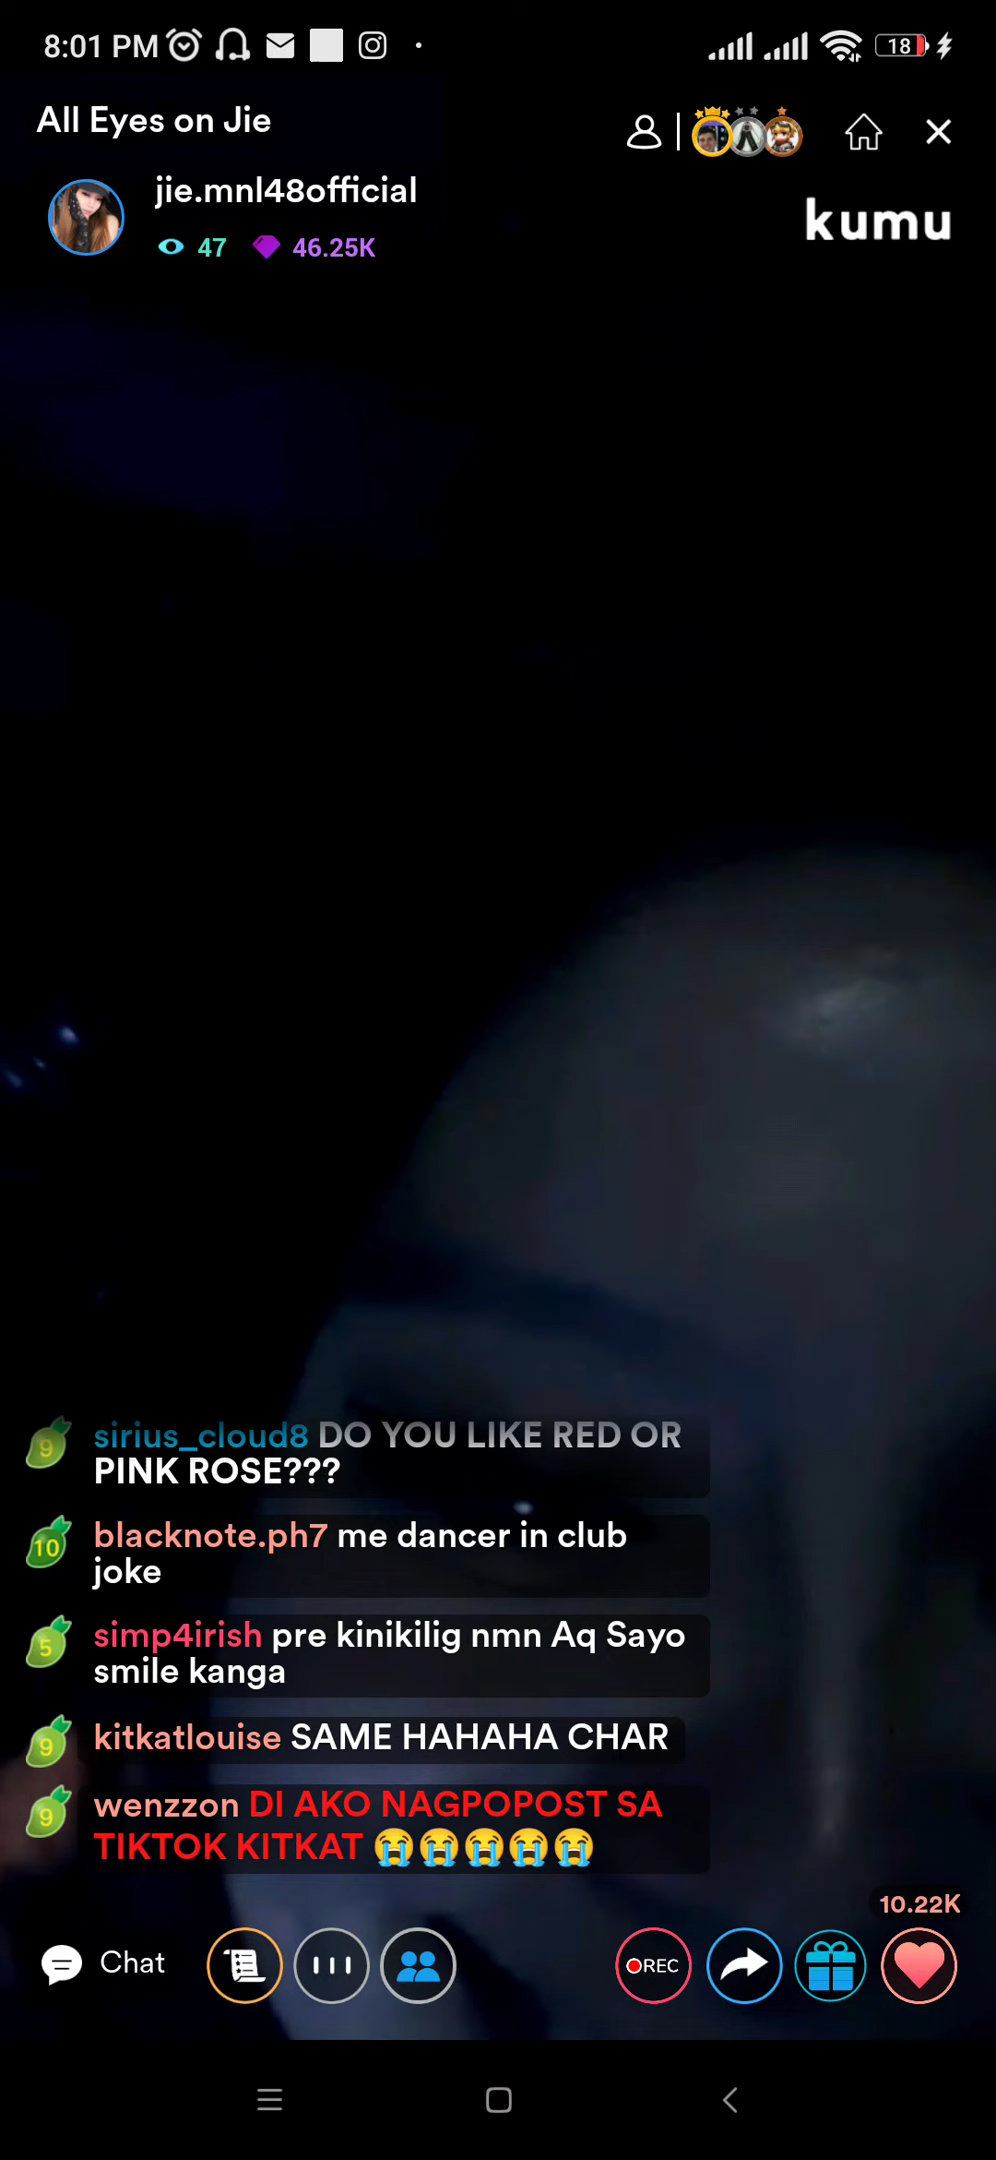 8:01 PM
18
All Eyes on Jie
jie.mnl48official
47 46.25K
kumu
9 sirius_cloud8 DO YOU LIKE RED OR
PINK ROSE???
10 blacknote.ph7 me dancer in club
joke
5 simp4irish pre kinikilig nmn Aq Sayo
smile kanga
9 kitkatlouise SAME HAHAHA CHAR
9 wenzzon DI AKO NAGPOPOST SA
TIKTOK KITKAT 😭😭😭😭😭
10.22K
Chat
REC